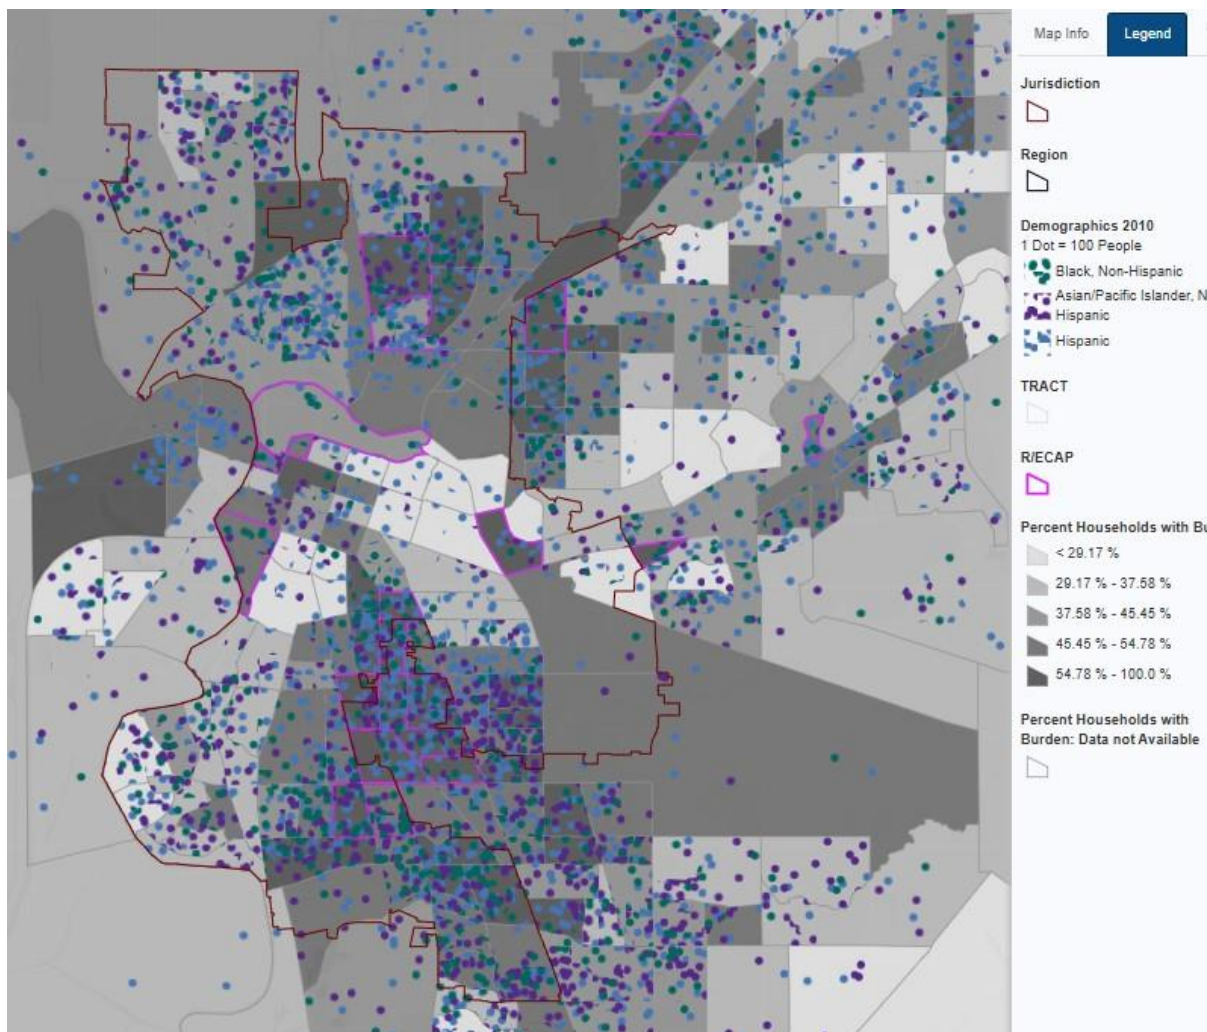 Map Info
Legend
Jurisdiction
Region
Demographics 2010
1 Dot = 100 People
Black, Non-Hispanic
Asian/Pacific Islander, N
Hispanic
Hispanic
TRACT
R/ECAP
Percent Households with Bu
< 29.17 %
29.17 % - 37.58 %
37.58 % - 45.45 %
45.45 % - 54.78 %
54.78 % - 100.0 %
Percent Households with
Burden: Data not Available